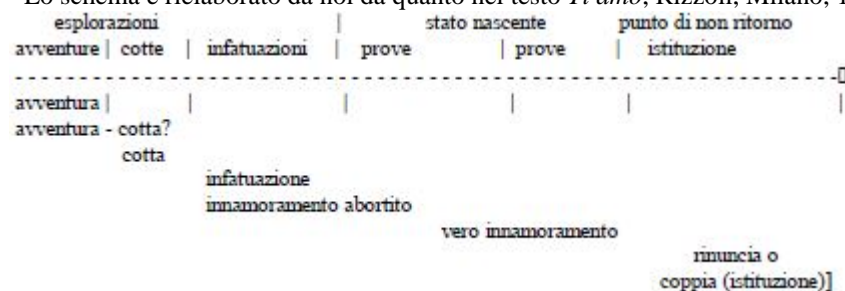 Lo schema è rielaborato da noi da quanto nel testo Ti amo, Rizzoli, Milano,
esplorazioni | stato nascente punto di non ritorno
avventure | cotte | infatuazioni | prove | prove | istituzione
avventura | | | | | |
avventura - cotta?
cotta
infatuazione
innamoramento abortito
vero innamoramento
rinuncia o
coppia (istituzione)]